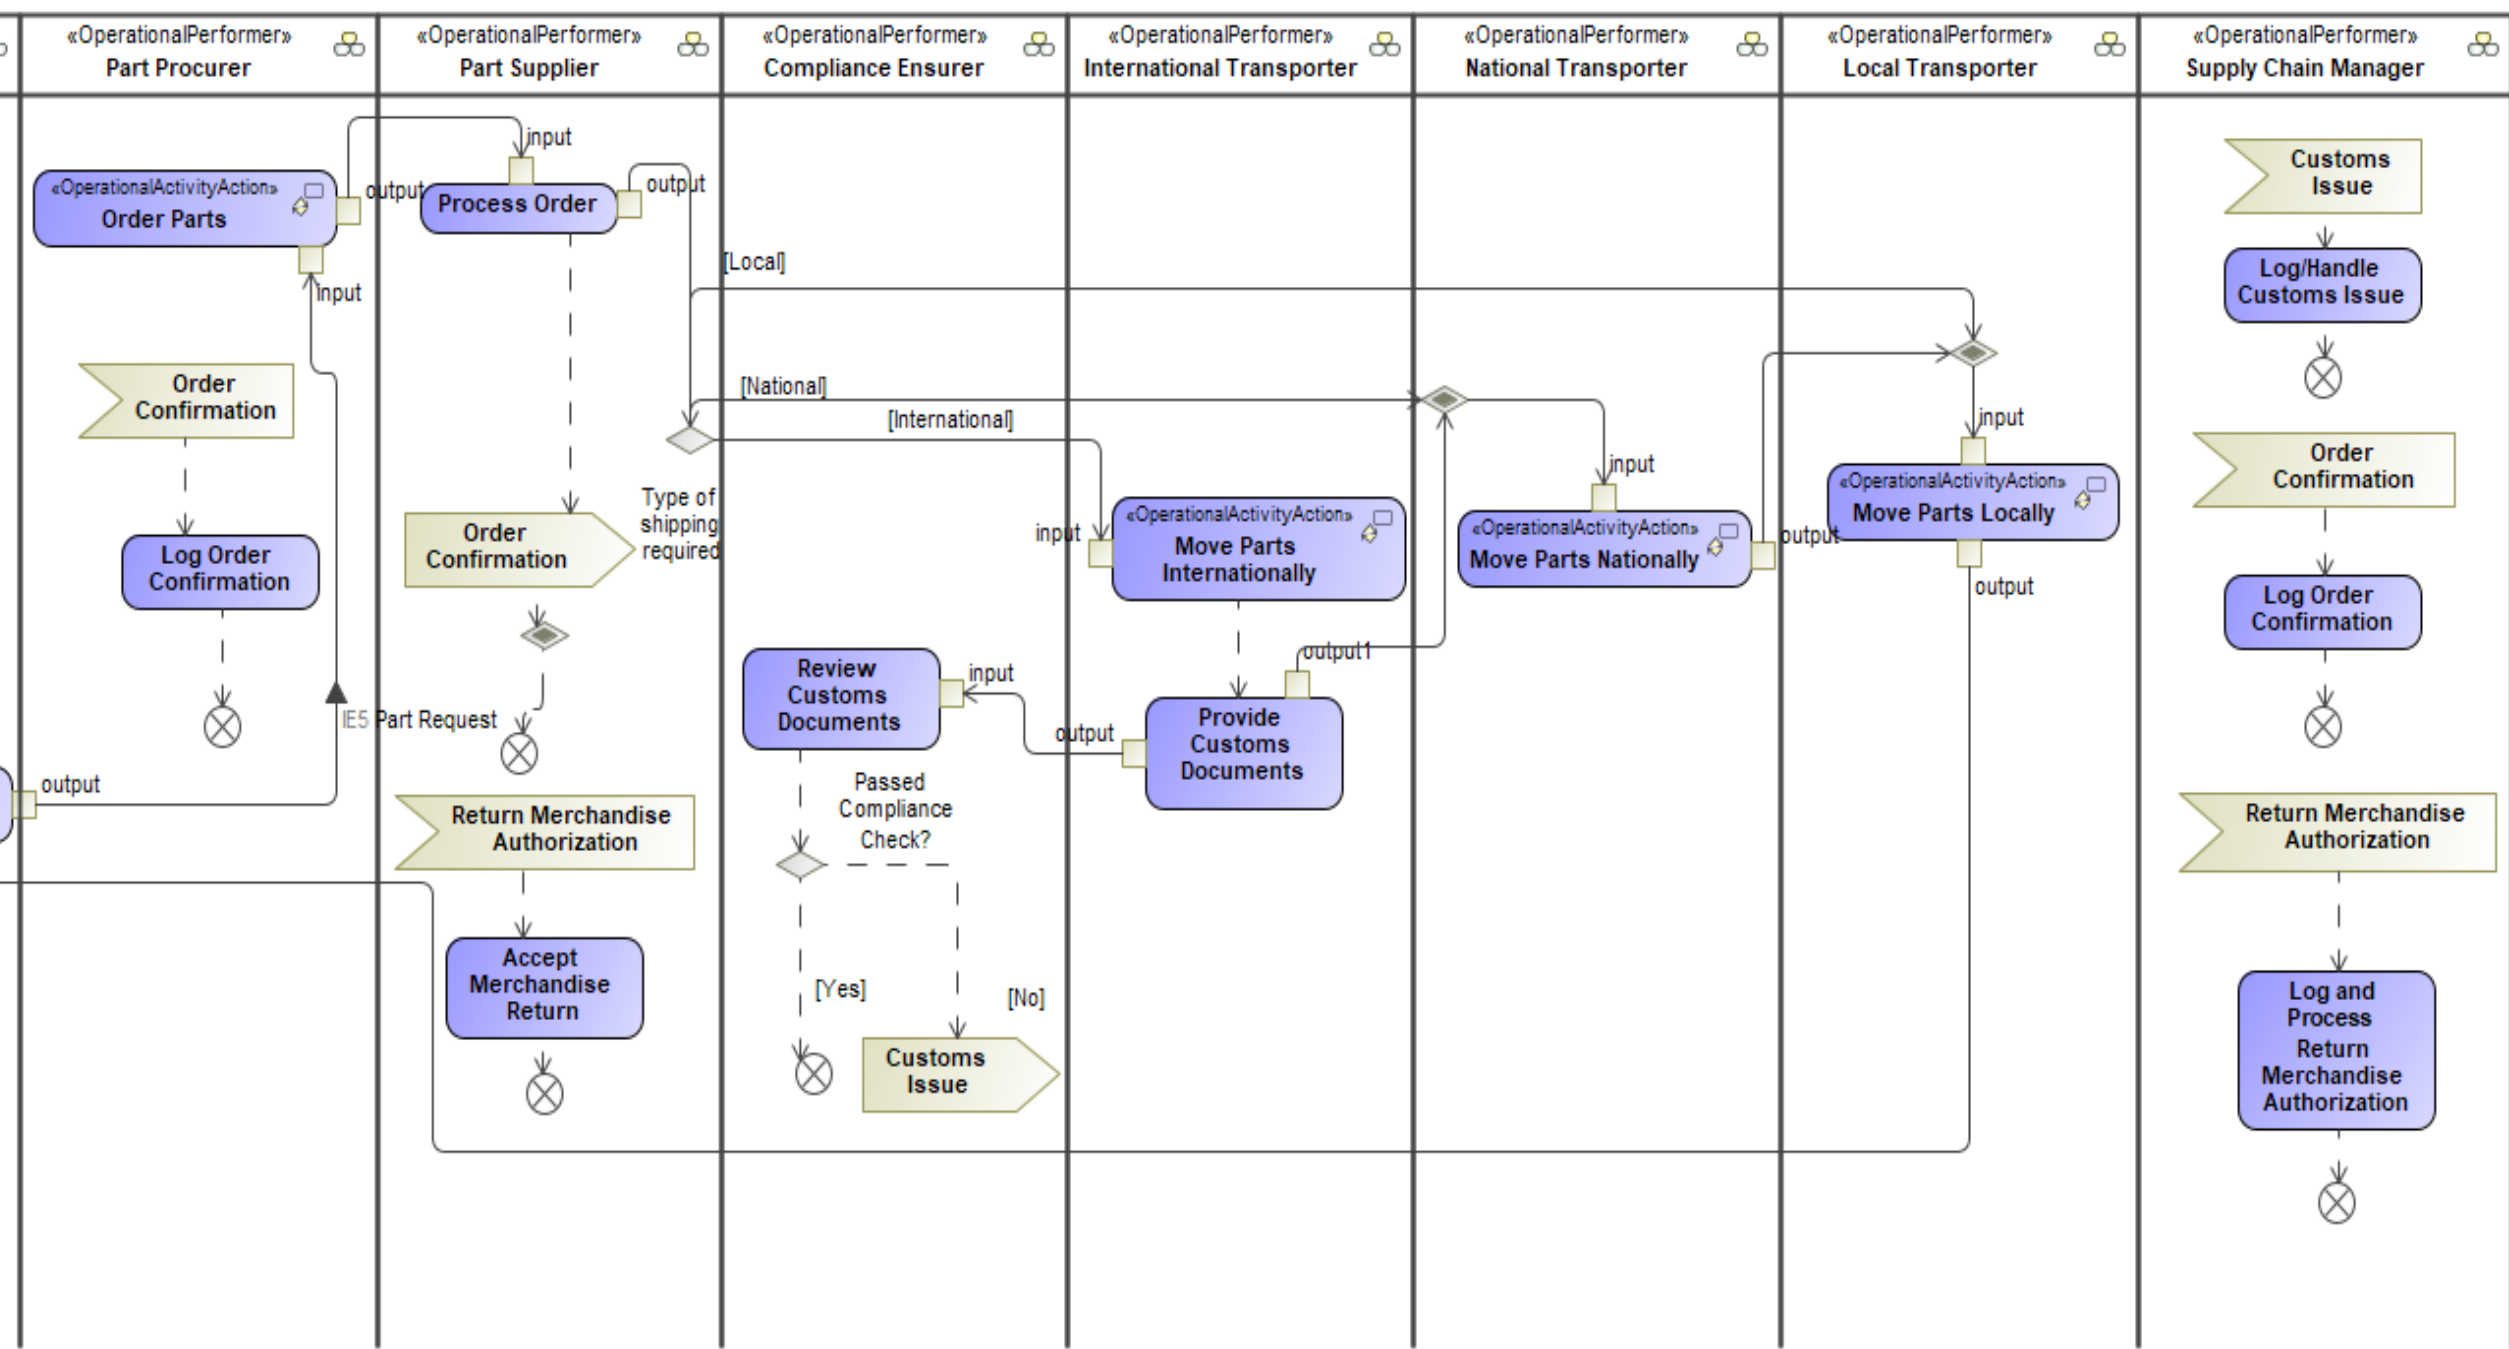 «OperationalPerformer»
Part Procurer
«OperationalPerformer»
Part Supplier
«OperationalPerformer»
Compliance Ensurer
«OperationalPerformer»
International Transporter
«OperationalPerformer»
National Transporter
«OperationalPerformer»
Local Transporter
«OperationalPerformer»
Supply Chain Manager
«OperationalActivityAction»
Order Parts
output
input
Order
Confirmation
Log Order
Confirmation
IE5 Part Request
output
input
Process Order
output
Order
Confirmation
Type of
shipping
required
Return Merchandise
Authorization
Accept
Merchandise
Return
[Local]
[National]
[International]
Review
Customs
Documents
input
Passed
Compliance
Check?
[Yes]
[No]
Customs
Issue
input
«OperationalActivityAction»
Move Parts
Internationally
output1
output
Provide
Customs
Documents
input
«OperationalActivityAction»
Move Parts Nationally
output
input
«OperationalActivityAction»
Move Parts Locally
output
Customs
Issue
Log/Handle
Customs Issue
Order
Confirmation
Log Order
Confirmation
Return Merchandise
Authorization
Log and
Process
Return
Merchandise
Authorization